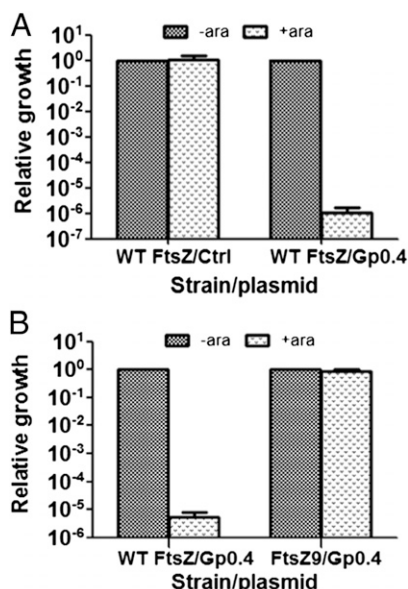 A
-ara +ara
Relative growth
10¹
10⁰
10⁻¹
10⁻²
10⁻³
10⁻⁴
10⁻⁵
10⁻⁶
10⁻⁷
WT FtsZ/Ctrl WT FtsZ/Gp0.4
Strain/plasmid
B
-ara +ara
Relative growth
10¹
10⁰
10⁻¹
10⁻²
10⁻³
10⁻⁴
10⁻⁵
10⁻⁶
WT FtsZ/Gp0.4 FtsZ9/Gp0.4
Strain/plasmid